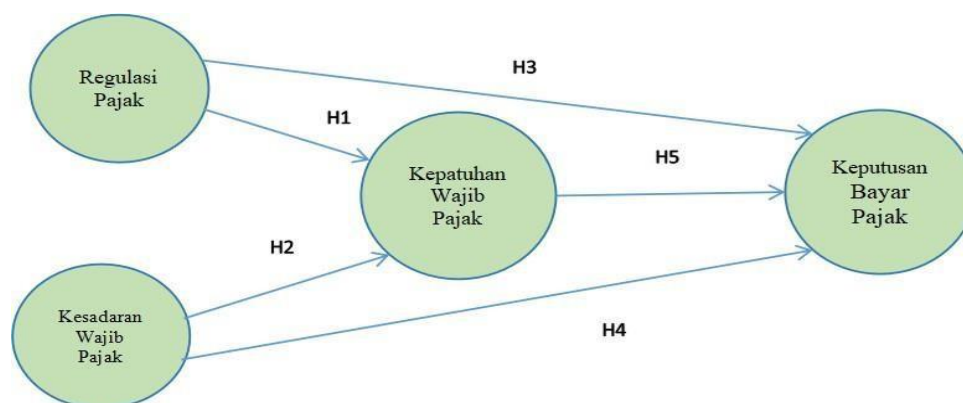 Regulasi
Pajak
H3
H1
Kepatuhan
Wajib
Pajak
H5
Keputusan
Bayar
Pajak
H2
Kesadaran
Wajib
Pajak
H4